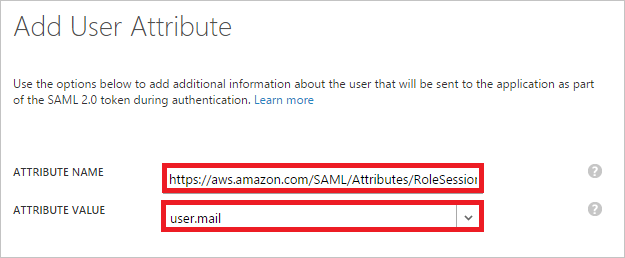 Add User Attribute
Use the options below to add additional information about the user that will be sent to the application as part
of the SAML 2.0 token during authentication. Learn more
ATTRIBUTE NAME https://aws.amazon.com/SAML/Attributes/RoleSession ?
ATTRIBUTE VALUE user.mail ?